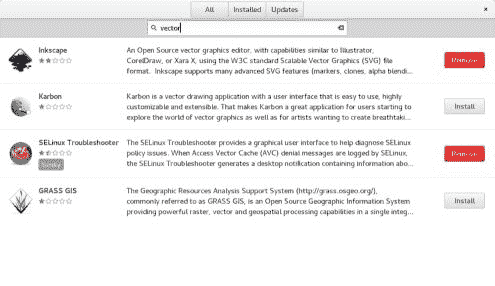 All Installed Updates
vector
Inkscape
An Open Source vector graphics editor, with capabilities similar to Illustrator,
CorelDraw, or Xara X, using the W3C standard Scalable Vector Graphics (SVG) file
format. Inkscape supports many advanced SVG features (markers, clones, alpha blendi...
Remove
Karbon
Karbon is a vector drawing application with a user interface that is easy to use, highly
customizable and extensible. That makes Karbon a great application for users starting to
explore the world of vector graphics as well as for artists wanting to create breathtaki...
Install
SELinux Troubleshooter
The SELinux Troubleshooter provides a graphical user interface to help diagnose SELinux
policy issues. When Access Vector Cache (AVC) denial messages are logged by SELinux,
the SELinux Troubleshooter generates a desktop notification containing information abo...
Remove
GRASS GIS
The Geographic Resources Analysis Support System (http://grass.osgeo.org/),
commonly referred to as GRASS GIS, is an Open Source Geographic Information System
providing powerful raster, vector and geospatial processing capabilities in a single integ...
Install